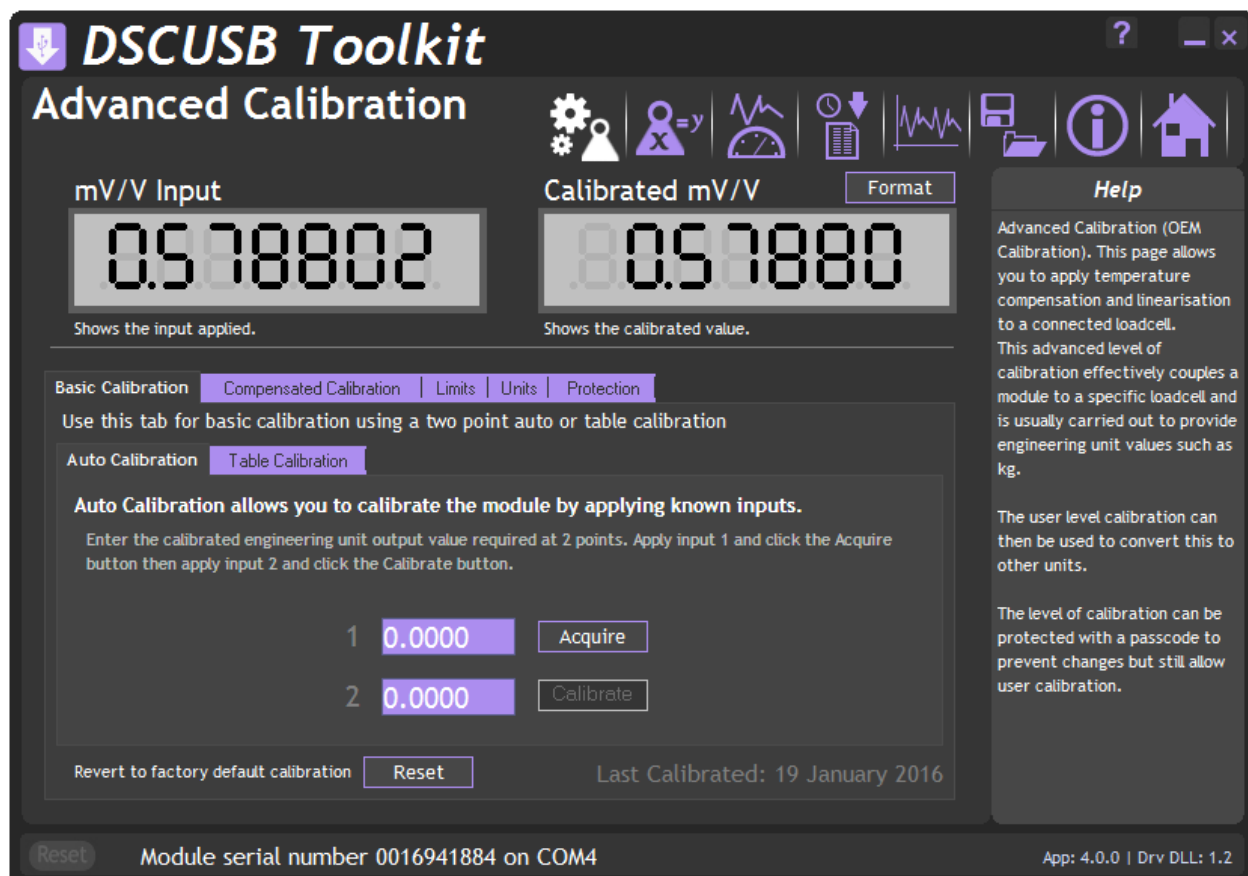 DSCUSB Toolkit
?
Advanced Calibration
x
=y
mV/V Input
Calibrated mV/V
Format
0.578802
0.57880
Shows the input applied.
Shows the calibrated value.
Basic Calibration
Compensated Calibration
Limits
Units
Protection
Use this tab for basic calibration using a two point auto or table calibration
Auto Calibration
Table Calibration
Auto Calibration allows you to calibrate the module by applying known inputs.
Enter the calibrated engineering unit output value required at 2 points. Apply input 1 and click the Acquire
button then apply input 2 and click the Calibrate button.
1
0.0000
Acquire
2
0.0000
Calibrate
Revert to factory default calibration
Reset
Last Calibrated: 19 January 2016
Help
Advanced Calibration (OEM
Calibration). This page allows
you to apply temperature
compensation and linearisation
to a connected loadcell.
This advanced level of
calibration effectively couples a
module to a specific loadcell and
is usually carried out to provide
engineering unit values such as
kg.
The user level calibration can
then be used to convert this to
other units.
The level of calibration can be
protected with a passcode to
prevent changes but still allow
user calibration.
Reset
Module serial number 0016941884 on COM4
App: 4.0.0 | Drv DLL: 1.2